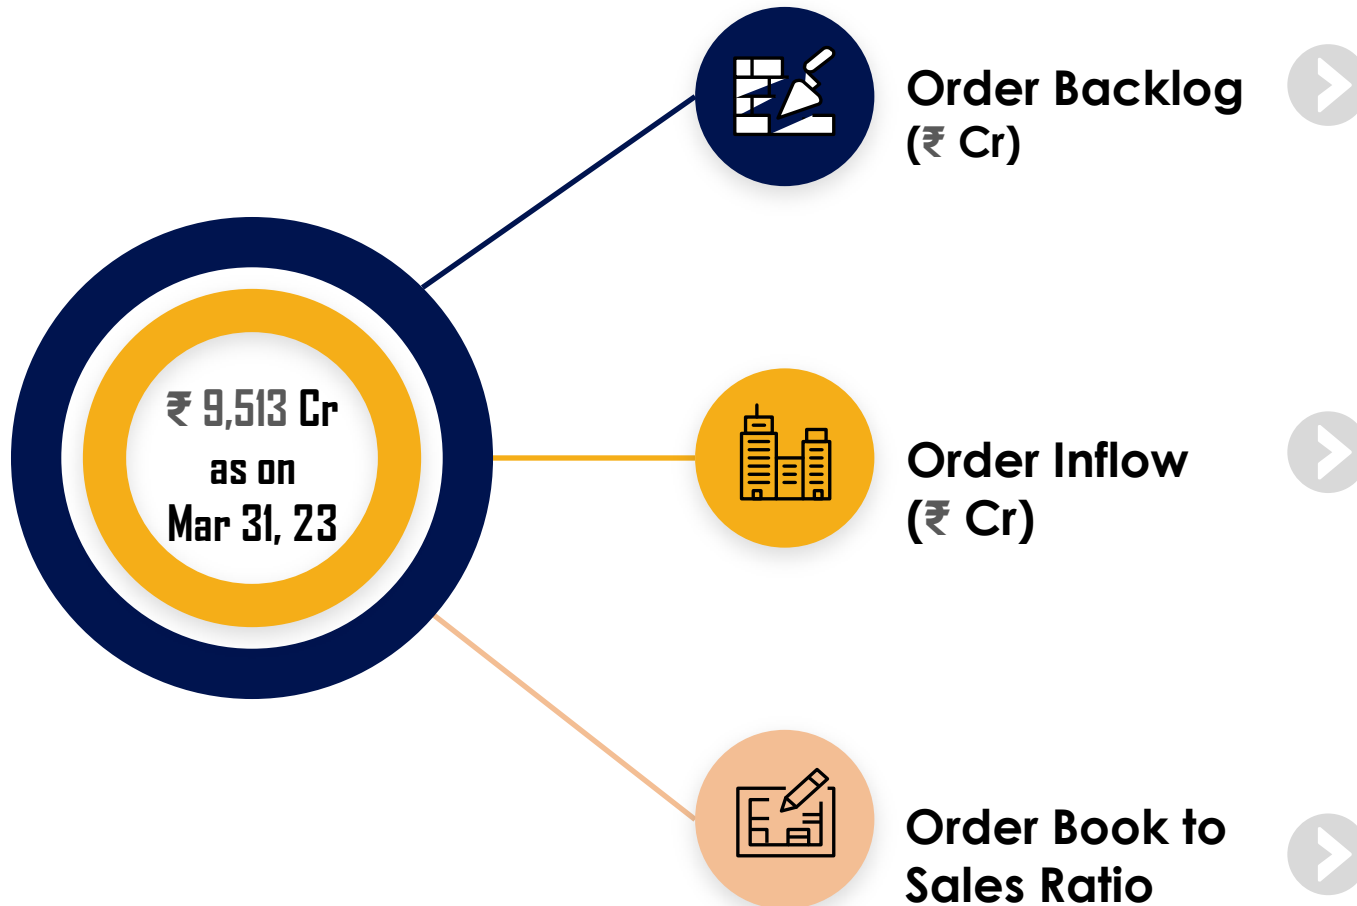 Order Backlog
(₹ Cr)
₹ 9,513 Cr
as on
Mar 31, 23
Order Inflow
(₹ Cr)
Order Book to
Sales Ratio